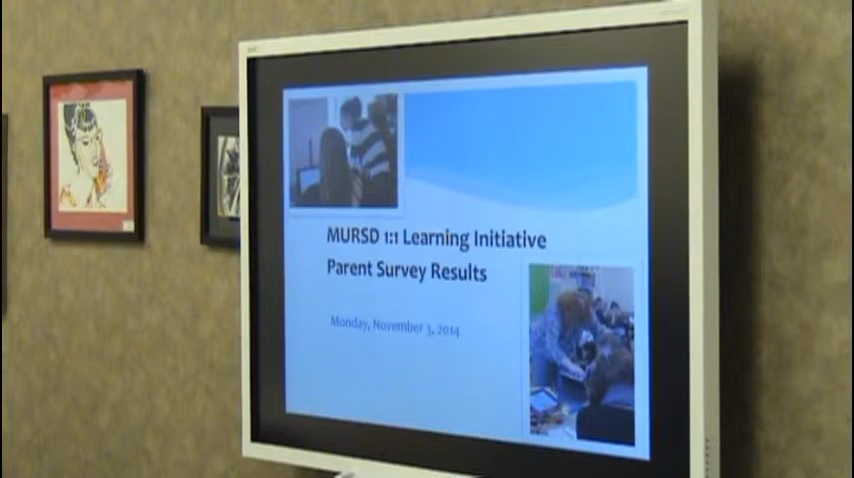 MURSD 1:1 Learning Initiative
Parent Survey Results
Monday, November 3, 2014